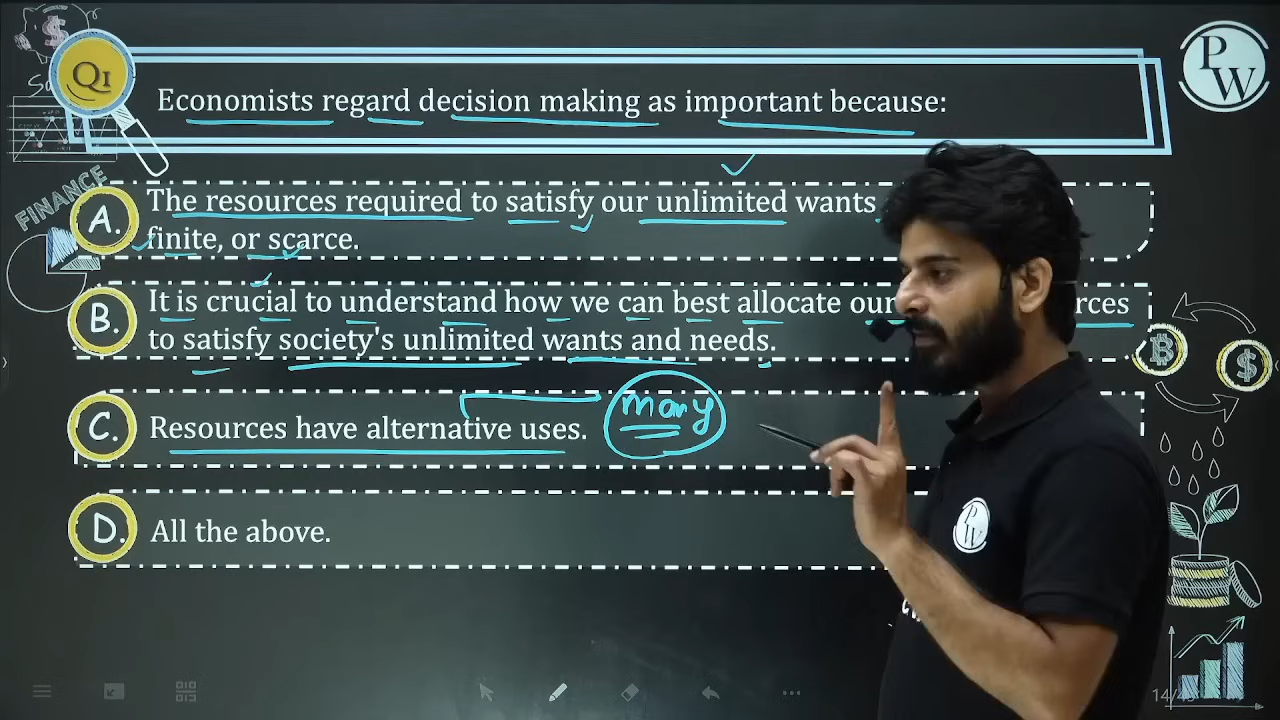 $
Q1
Economists regard decision making as important because:
P
W
FINANCE
A. The resources required to satisfy our unlimited wants
finite, or scarce.
B. It is crucial to understand how we can best allocate our
to satisfy society's unlimited wants and needs.
C. Resources have alternative uses. many
D. All the above.
P
W
$